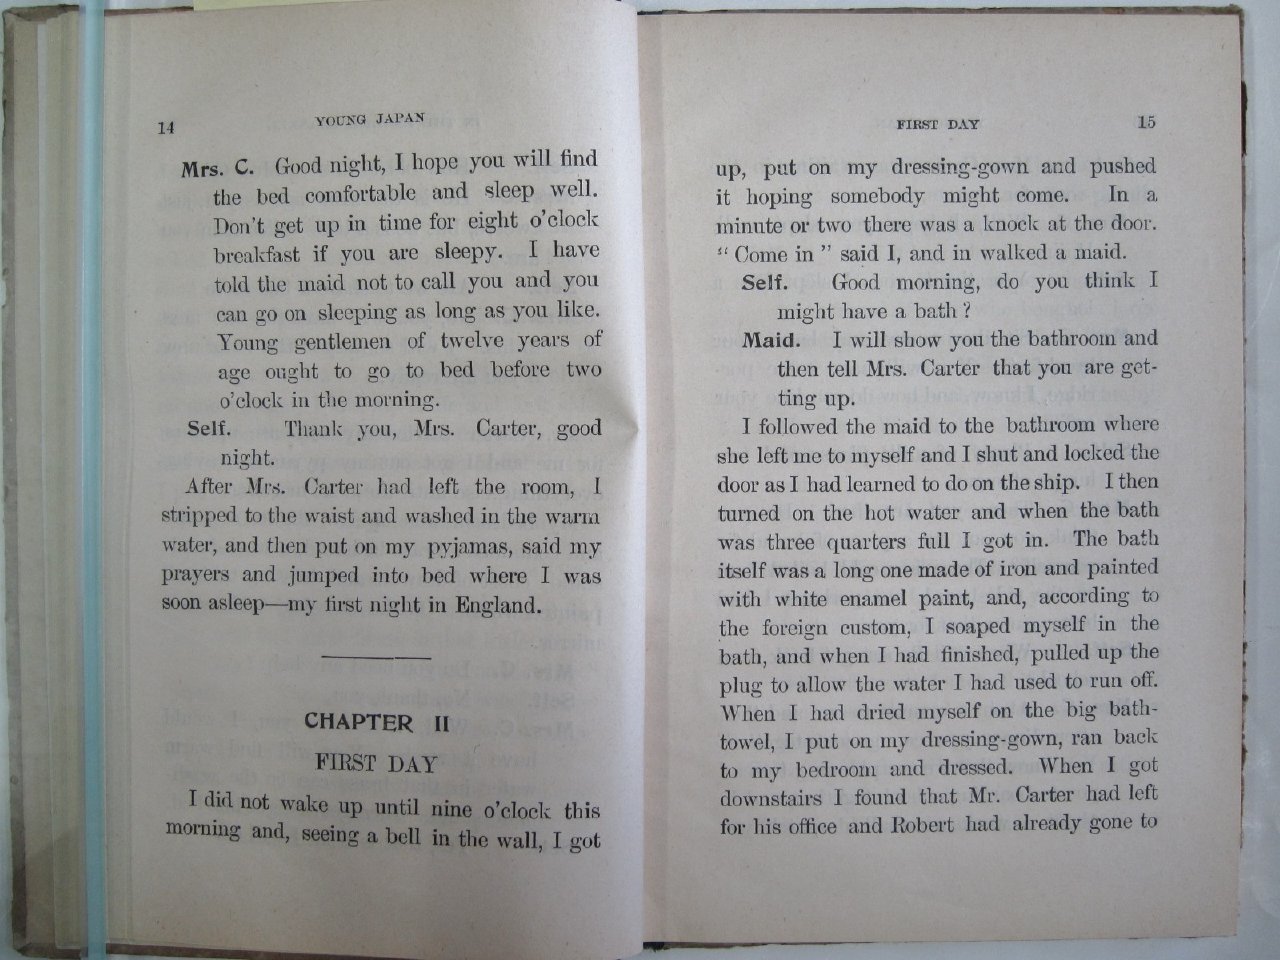 14
YOUNG JAPAN
Mrs. C. Good night, I hope you will find
the bed comfortable and sleep well.
Don't get up in time for eight o'clock
breakfast if you are sleepy. I have
told the maid not to call you and you
can go on sleeping as long as you like.
Young gentlemen of twelve years of
age ought to go to bed before two
o'clock in the morning.
Self. Thank you, Mrs. Carter, good
night.
After Mrs. Carter had left the room, I
stripped to the waist and washed in the warm
water, and then put on my pyjamas, said my
prayers and jumped into bed where I was
soon asleep—my first night in England.
CHAPTER II
FIRST DAY
I did not wake up until nine o'clock this
morning and, seeing a bell in the wall, I got
FIRST DAY
15
up, put on my dressing-gown and pushed
it hoping somebody might come. In a
minute or two there was a knock at the door.
"Come in" said I, and in walked a maid.
Self. Good morning, do you think I
might have a bath?
Maid. I will show you the bathroom and
then tell Mrs. Carter that you are get-
ting up.
I followed the maid to the bathroom where
she left me to myself and I shut and locked the
door as I had learned to do on the ship. I then
turned on the hot water and when the bath
was three quarters full I got in. The bath
itself was a long one made of iron and painted
with white enamel paint, and, according to
the foreign custom, I soaped myself in the
bath, and when I had finished, pulled up the
plug to allow the water I had used to run off.
When I had dried myself on the big bath-
towel, I put on my dressing-gown, ran back
to my bedroom and dressed. When I got
downstairs I found that Mr. Carter had left
for his office and Robert had already gone to